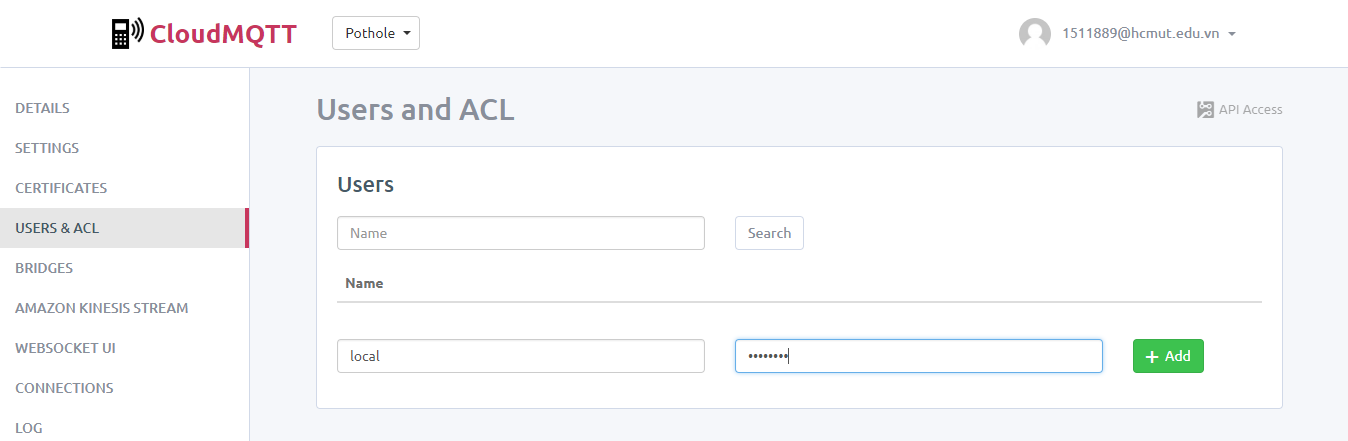 CloudMQTT
Pothole
1511889@hcmut.edu.vn
DETAILS
SETTINGS
CERTIFICATES
USERS & ACL
BRIDGES
AMAZON KINESIS STREAM
WEBSOCKET UI
CONNECTIONS
LOG
Users and ACL
API Access
Users
Name
Search
Name
local
••••••••
+ Add